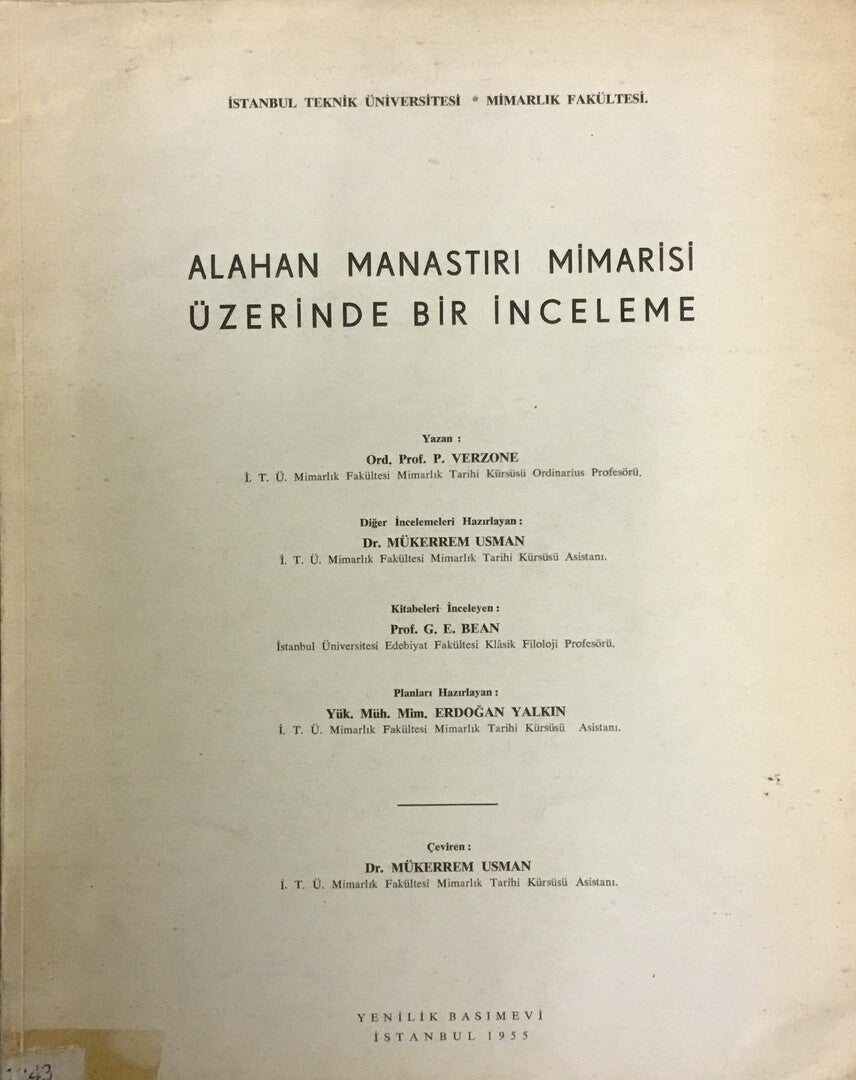 İSTANBUL TEKNİK ÜNİVERSİTESİ * MİMARLIK FAKÜLTESİ.
ALAHAN MANASTIRI MİMARİSİ
ÜZERİNDE BİR İNCELEME
Yazan :
Ord. Prof. P. VERZONE
İ. T. Ü. Mimarlık Fakültesi Mimarlık Tarihi Kürsüsü Ordinarius Profesörü.
Diğer İncelemeleri Hazırlayan :
Dr. MÜKERREM USMAN
İ. T. Ü. Mimarlık Fakültesi Mimarlık Tarihi Kürsüsü Asistanı.
Kitabeleri İnceleyen :
Prof. G. E. BEAN
İstanbul Üniversitesi Edebiyat Fakültesi Klâsik Filoloji Profesörü.
Planları Hazırlayan :
Yük. Müh. Mim. ERDOĞAN YALKIN
İ. T. Ü. Mimarlık Fakültesi Mimarlık Tarihi Kürsüsü Asistanı.
Çeviren :
Dr. MÜKERREM USMAN
İ. T. Ü. Mimarlık Fakültesi Mimarlık Tarihi Kürsüsü Asistanı.
YENİLİK BASIMEVİ
İSTANBUL 1955